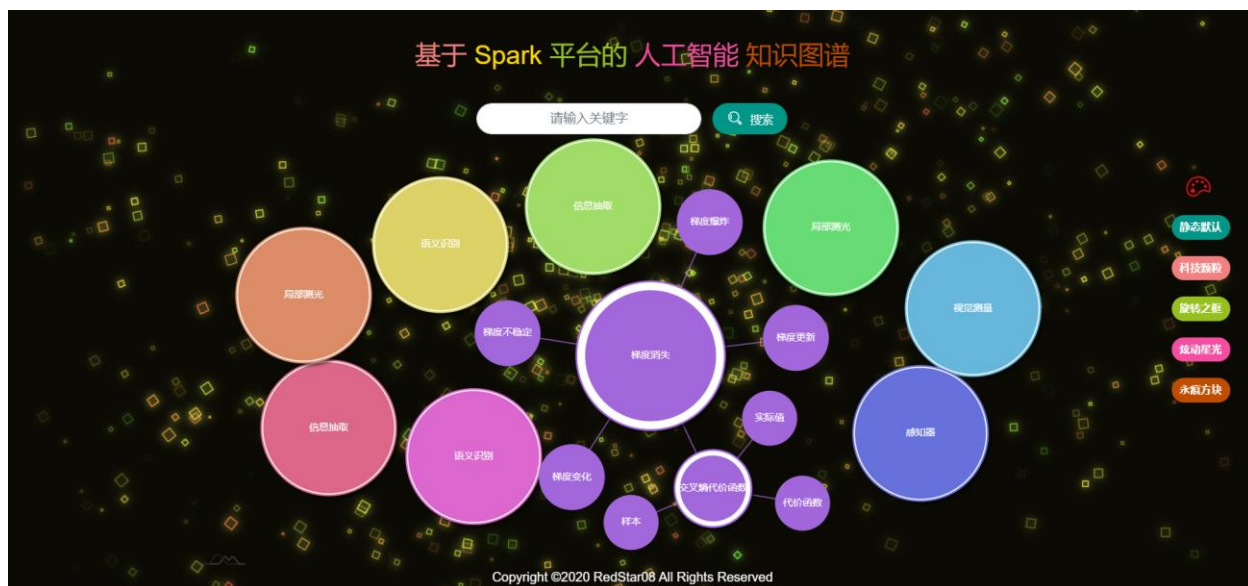 基于 Spark 平台的 人工智能 知识图谱
请输入关键字
搜索
信息抽取
梯度爆炸
局部测光
语义识别
局部测光
视觉测量
梯度不稳定
梯度消失
梯度更新
信息抽取
语义识别
梯度变化
实际值
交叉熵代价函数
代价函数
样本
感知器
静态默认
科技颗粒
旋转之框
炫动星光
永痕方块
Copyright ©2020 RedStar08 All Rights Reserved